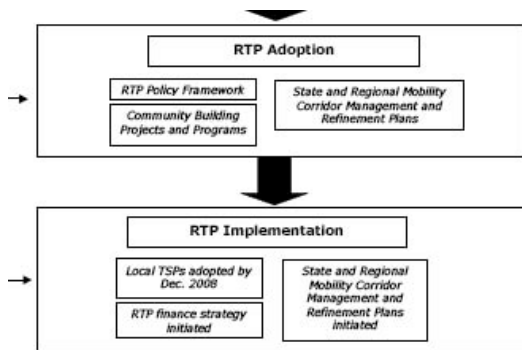 RTP Adoption
RTP Policy Framework
Community Building
Projects and Programs
State and Regional Mobility
Corridor Management and
Refinement Plans
RTP Implementation
Local TSPs adopted by
Dec. 2008
RTP finance strategy
initiated
State and Regional
Mobility Corridor
Management and
Refinement Plans
initiated